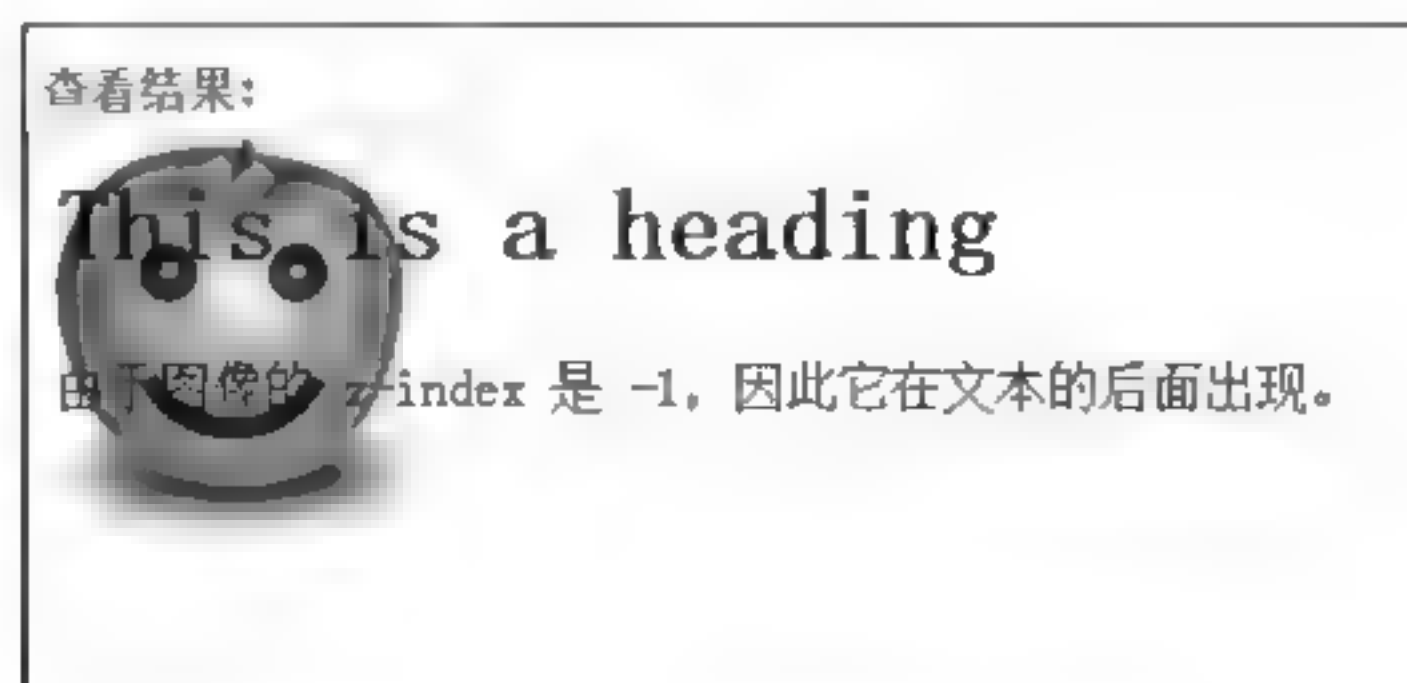 查看结果:
This is a heading
由于图像的 z-index 是 -1, 因此它在文本的后面出现。